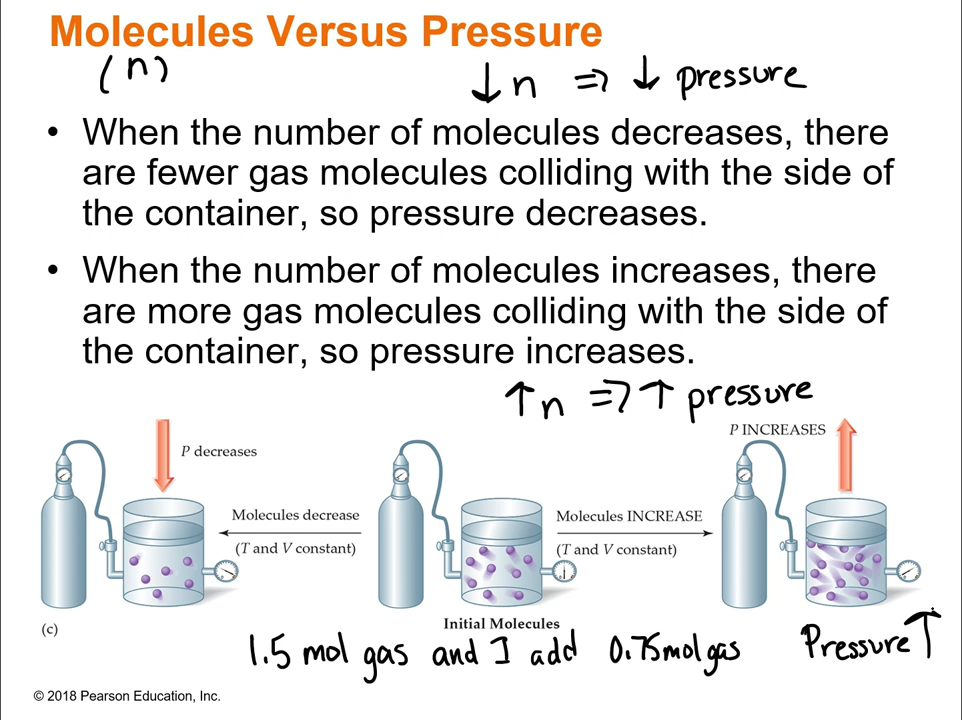 Molecules Versus Pressure
(n)
↓n ⇒ ↓ pressure
• When the number of molecules decreases, there
are fewer gas molecules colliding with the side of
the container, so pressure decreases.
• When the number of molecules increases, there
are more gas molecules colliding with the side of
the container, so pressure increases.
↑n ⇒ ↑ pressure
P decreases
P INCREASES
Molecules decrease
(T and V constant)
Molecules INCREASE
(T and V constant)
(c)
Initial Molecules
1.5 mol gas and I add 0.75 mol gas Pressure ↑
© 2018 Pearson Education, Inc.